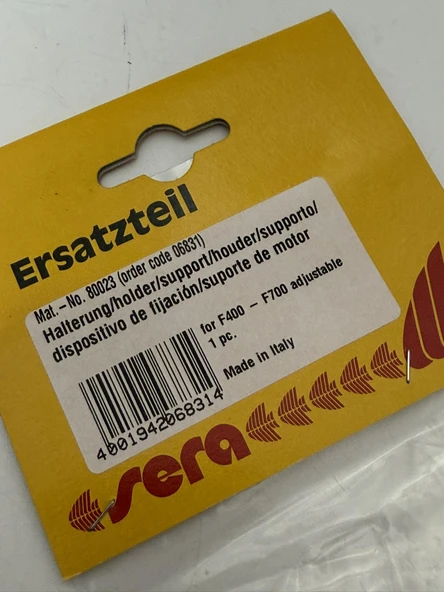 Ersatzteil
Mat.-No. 80023 (order code 06831)
Halterung/holder/support/houder/supporto/
dispositivo de fijación/suporte de motor
for F400 - F700 adjustable
1 pc.
Made in Italy
4001942068314
sera